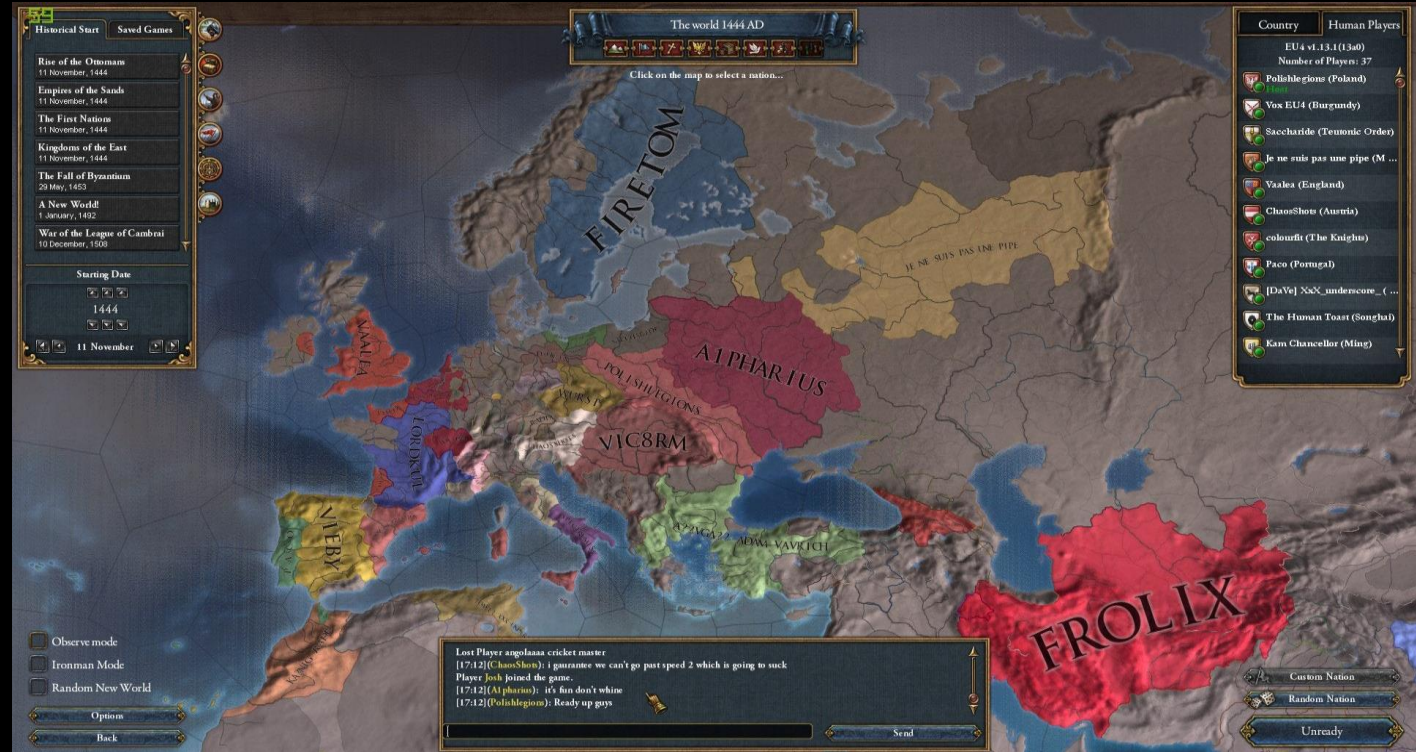 59
Historical Start
Saved Games
Rise of the Ottomans
11 November, 1444
Empires of the Sands
11 November, 1444
The First Nations
11 November, 1444
Kingdoms of the East
11 November, 1444
The Fall of Byzantium
29 May, 1453
A New World!
1 January, 1492
War of the League of Cambrai
10 December, 1508
Starting Date
1444
11 November
Observe mode
Ironman Mode
Random New World
Options
Back
The world 1444 AD
Click on the map to select a nation...
FIRETOM
JE NE SUIS PAS UNE PIPE
A1PHARIUS
VAALEA
POLISHLEGIONS
VIC8RM
VIEBY
ADAM VAVRICH
FROLIX
Lost Player angolaaaa cricket master
[17:12](ChaosShots): i gaurantee we can't go past speed 2 which is going to suck
Player Josh joined the game.
[17:12](A1pharius): it's fun don't whine
[17:12](Polishlegions): Ready up guys
Send
Country
Human Players
EU4 v1.13.1(13a0)
Number of Players: 37
Polishlegions (Poland)
Host
Vox EU4 (Burgundy)
Saccharide (Teutonic Order)
Je ne suis pas une pipe (M ...
Vaalea (England)
ChaosShots (Austria)
colourfit (The Knights)
Paco (Portugal)
[DaVe] XxX_underscore_( ...
The Human Toast (Songhai)
Kam Chancellor (Ming)
Custom Nation
Random Nation
Unready